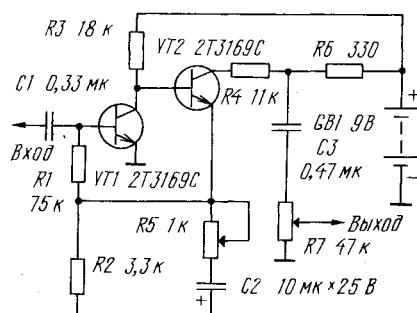 R3 18 к
VT2 2Т3169С
R6 330
C1 0,33 мк
R4 11 к
GB1 9В
C3
0,47 мк
Вход
R1
75 к
VT1 2Т3169С
R5 1 к
Выход
R7 47 к
R2 3,3 к
C2 10 мк × 25 В
+
+
−